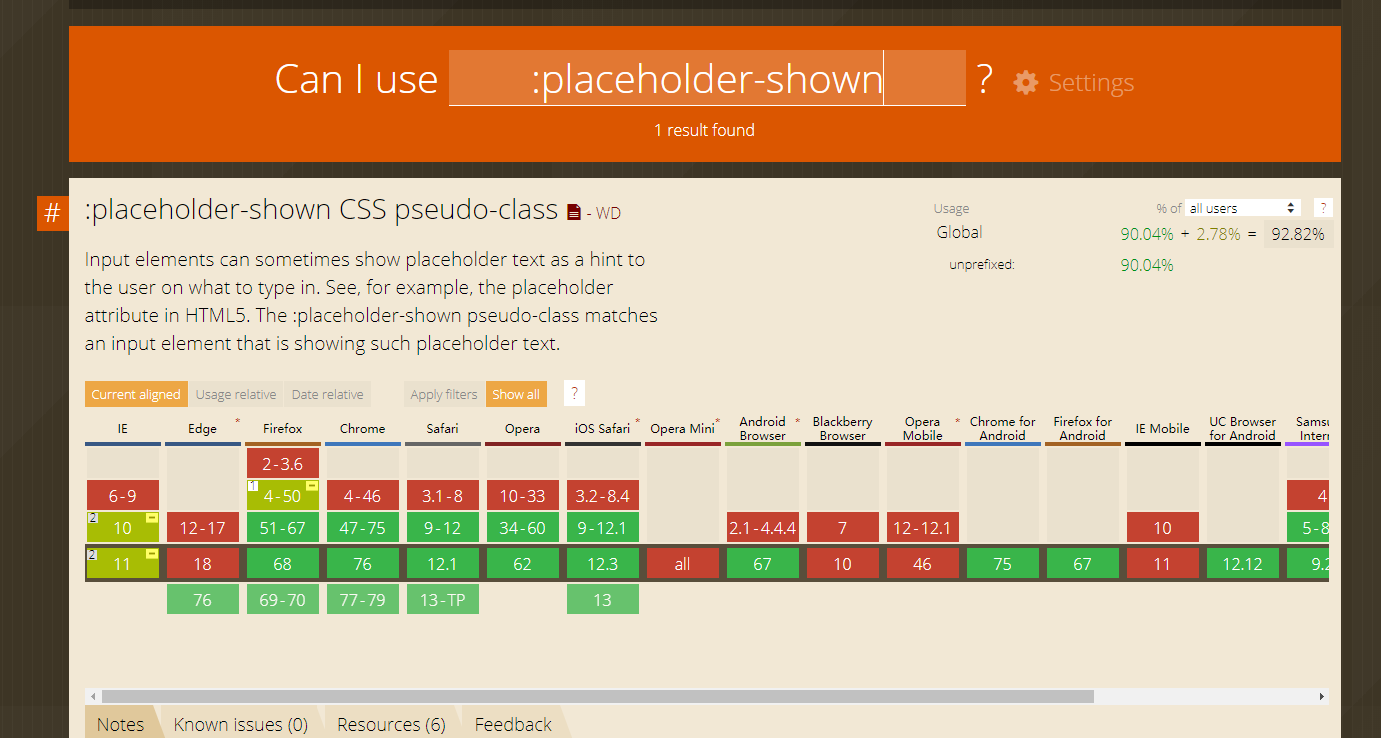 Can I use :placeholder-shown ? Settings
1 result found
# :placeholder-shown CSS pseudo-class - WD
Usage % of all users ?
Global 90.04% + 2.78% = 92.82%
unprefixed: 90.04%
Input elements can sometimes show placeholder text as a hint to
the user on what to type in. See, for example, the placeholder
attribute in HTML5. The :placeholder-shown pseudo-class matches
an input element that is showing such placeholder text.
Current aligned Usage relative Date relative Apply filters Show all ?
IE Edge * Firefox Chrome Safari Opera iOS Safari * Opera Mini * Android Browser * Blackberry Browser Opera Mobile * Chrome for Android Firefox for Android IE Mobile UC Browser for Android Samsu Intern
2-3.6
6-9 1 4-50 4-46 3.1-8 10-33 3.2-8.4 4
2 10 12-17 51-67 47-75 9-12 34-60 9-12.1 2.1-4.4.4 7 12-12.1 10 5-8
2 11 18 68 76 12.1 62 12.3 all 67 10 46 75 67 11 12.12 9.2
76 69-70 77-79 13-TP 13
Notes Known issues (0) Resources (6) Feedback